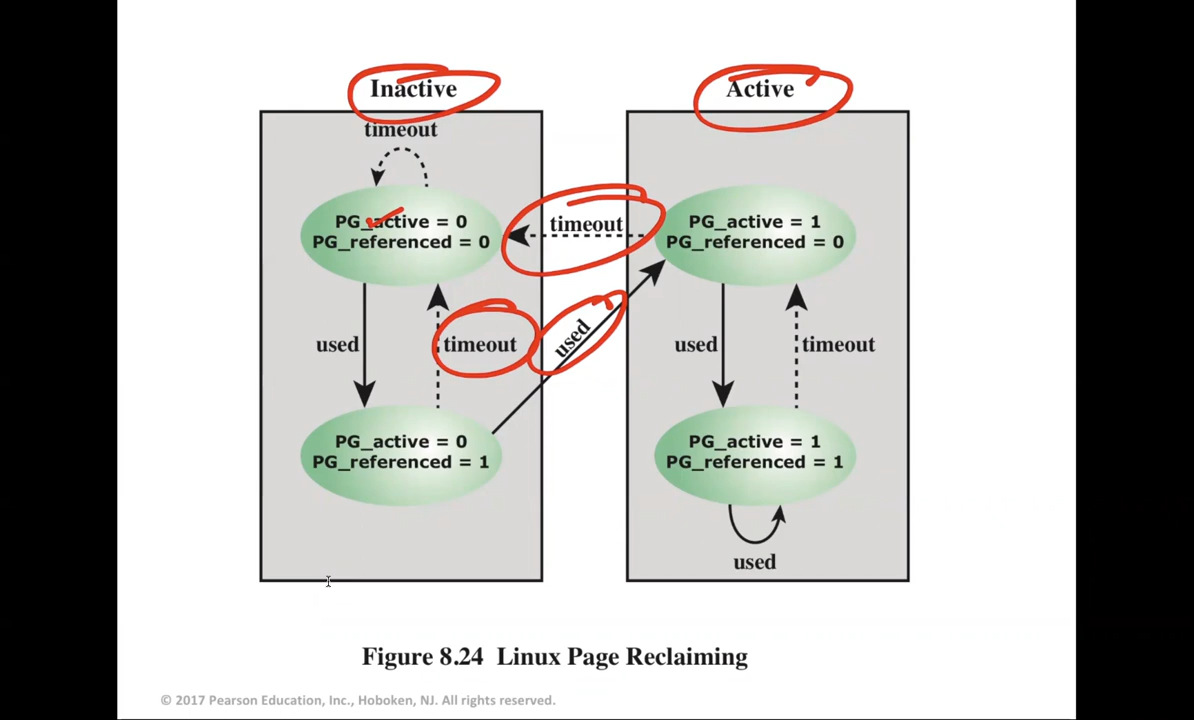 Inactive
Active
timeout
PG_active = 0
PG_referenced = 0
timeout
PG_active = 1
PG_referenced = 0
used
timeout
used
used
timeout
PG_active = 0
PG_referenced = 1
PG_active = 1
PG_referenced = 1
used
Figure 8.24 Linux Page Reclaiming
© 2017 Pearson Education, Inc., Hoboken, NJ. All rights reserved.